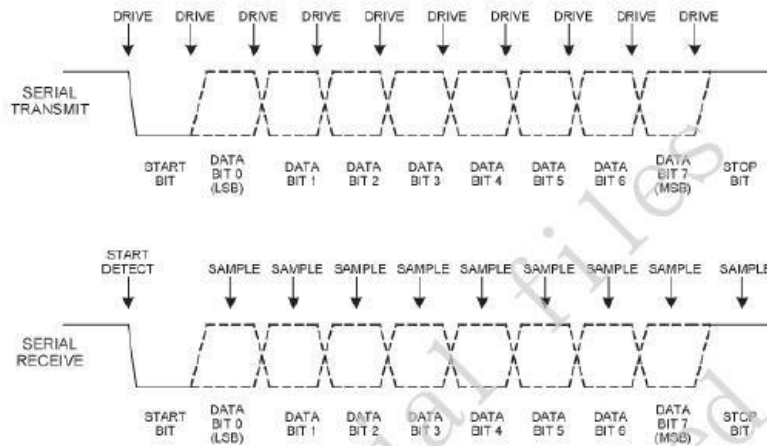 DRIVE DRIVE DRIVE DRIVE DRIVE DRIVE DRIVE DRIVE DRIVE DRIVE
SERIAL
TRANSMIT
START
BIT
DATA
BIT 0
(LSB)
DATA
BIT 1
DATA
BIT 2
DATA
BIT 3
DATA
BIT 4
DATA
BIT 5
DATA
BIT 6
DATA
BIT 7
(MSB)
STOP
BIT
START
DETECT
SAMPLE SAMPLE SAMPLE SAMPLE SAMPLE SAMPLE SAMPLE SAMPLE SAMPLE
SERIAL
RECEIVE
START
BIT
DATA
BIT 0
(LSB)
DATA
BIT 1
DATA
BIT 2
DATA
BIT 3
DATA
BIT 4
DATA
BIT 5
DATA
BIT 6
DATA
BIT 7
(MSB)
STOP
BIT
files